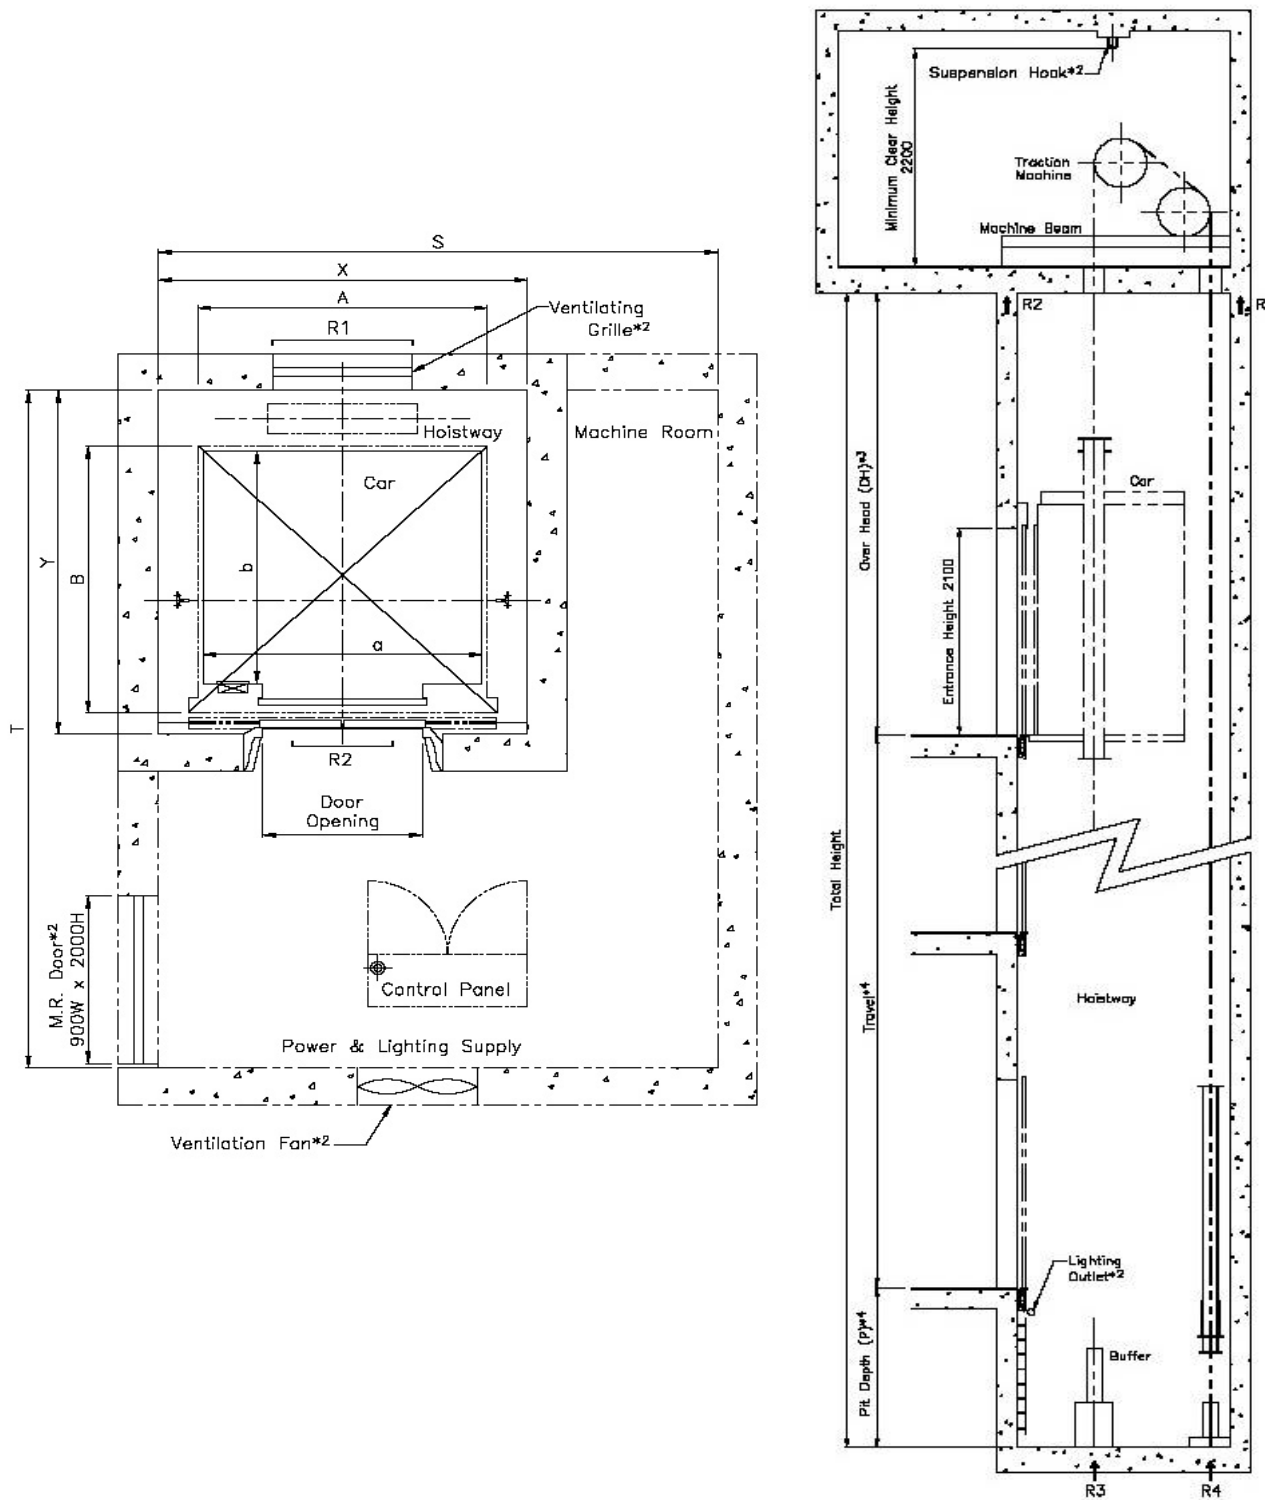 S
X
A
R1
Ventilating
Grille*2
Hoistway
Machine Room
Car
Y
B
b
a
T
R2
Door
Opening
M.R. Door*2
900W x 2000H
Control Panel
Power & Lighting Supply
Ventilation Fan*2
Suspension Hook*2
Minimum Clear Height
2200
Traction
Machine
Machine Beam
R2
R
Over Head (OH)*3
Car
Entrance Height 2100
Total Height
Travel*4
Hoistway
Lighting
Outlet*2
Pit Depth (P)*4
Buffer
R3
R4